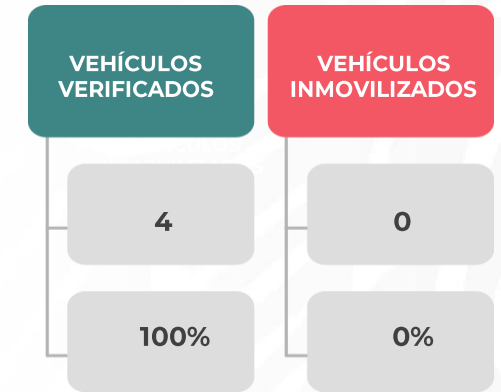 VEHÍCULOS
VERIFICADOS
4
100%
VEHÍCULOS
INMOVILIZADOS
0
0%